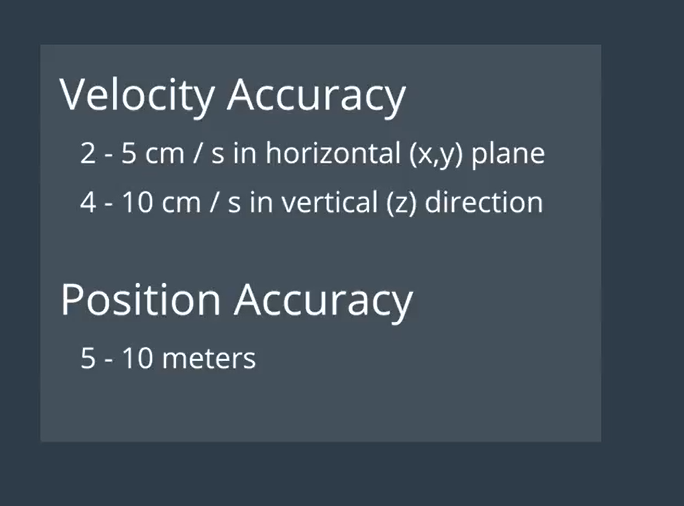 Velocity Accuracy
2 - 5 cm / s in horizontal (x,y) plane
4 - 10 cm / s in vertical (z) direction
Position Accuracy
5 - 10 meters